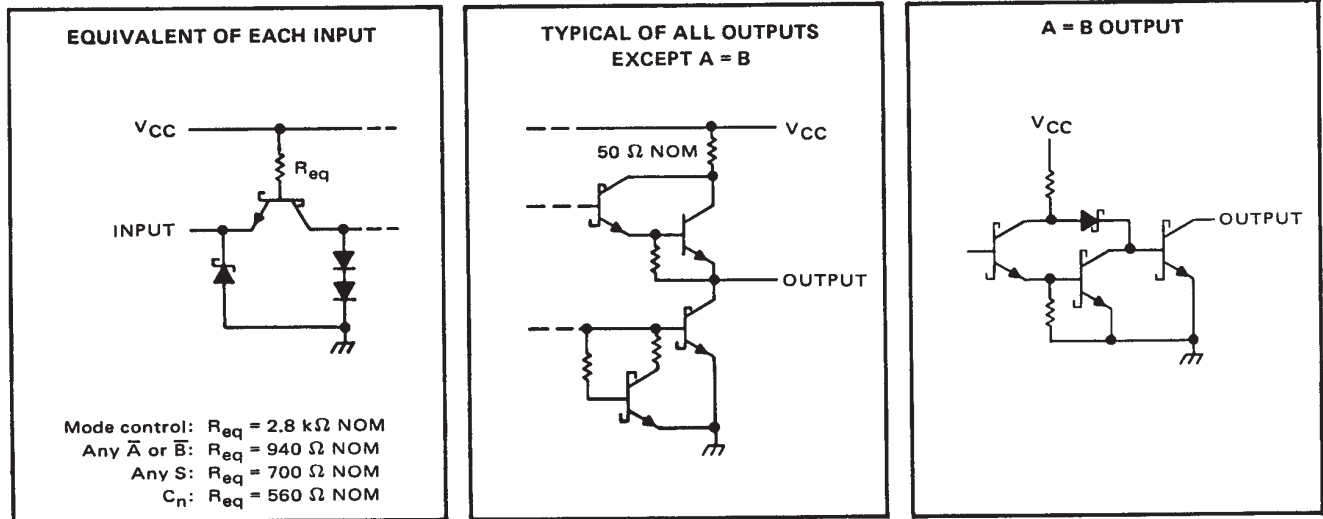 EQUIVALENT OF EACH INPUT
VCC
Req
INPUT
Mode control: Req = 2.8 kΩ NOM
Any A̅ or B̅: Req = 940 Ω NOM
Any S: Req = 700 Ω NOM
Cn: Req = 560 Ω NOM
TYPICAL OF ALL OUTPUTS
EXCEPT A = B
VCC
50 Ω NOM
OUTPUT
A = B OUTPUT
VCC
OUTPUT